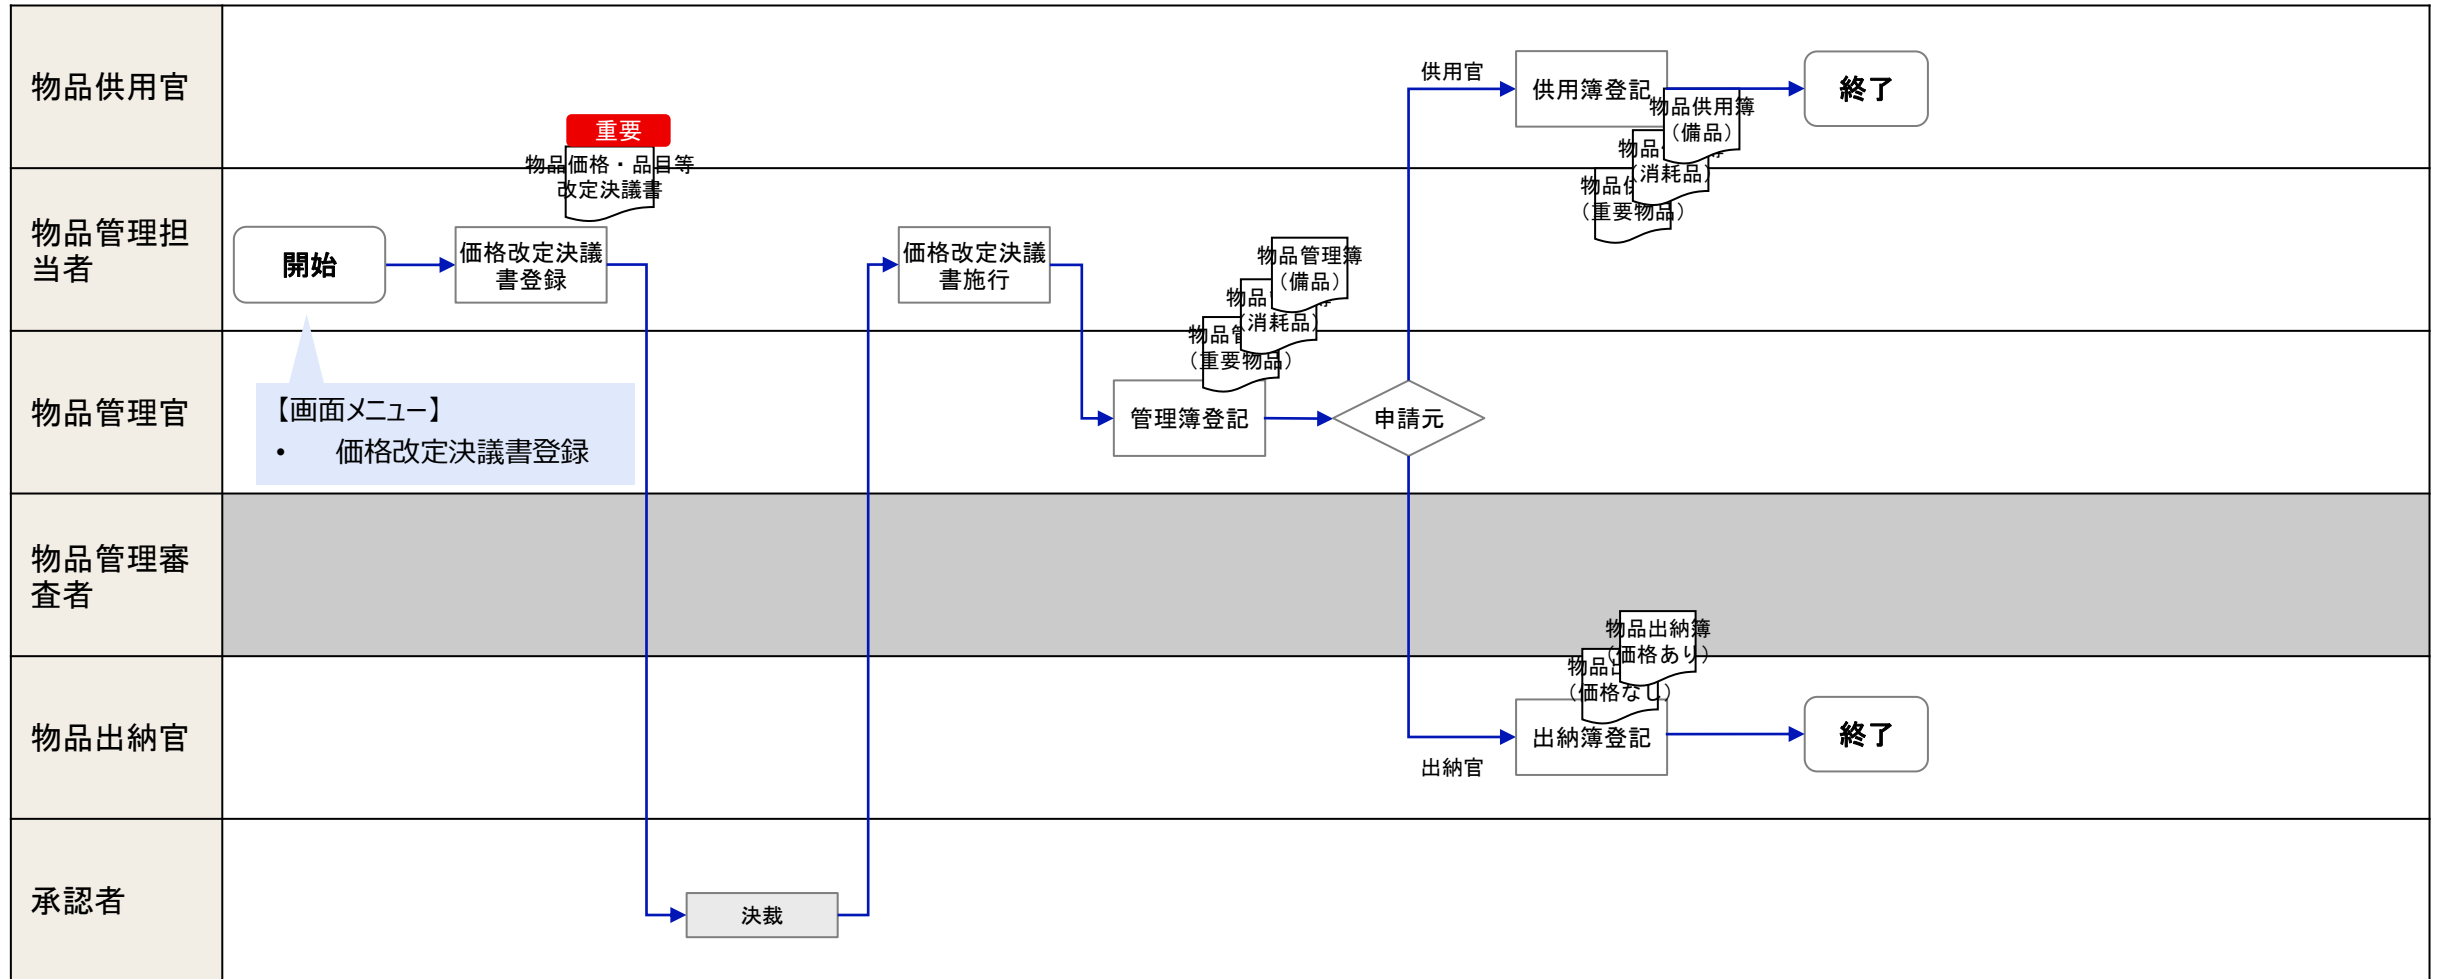 物品供用官
供用官
供用簿登記
物品供用簿
（備品）
終了
重要
物品価格・品目等
改定決議書
（消耗品）
（重要物品）
物品管理担
当者
開始
価格改定決議
書登録
価格改定決議
書施行
物品管理簿
（備品）
（消耗品）
（重要物品）
物品管理官
【画面メニュー】
• 価格改定決議書登録
管理簿登記
申請元
物品管理審
査者
物品出納簿
（価格あり）
（価格なし）
物品出納官
出納簿登記
終了
出納官
承認者
決裁